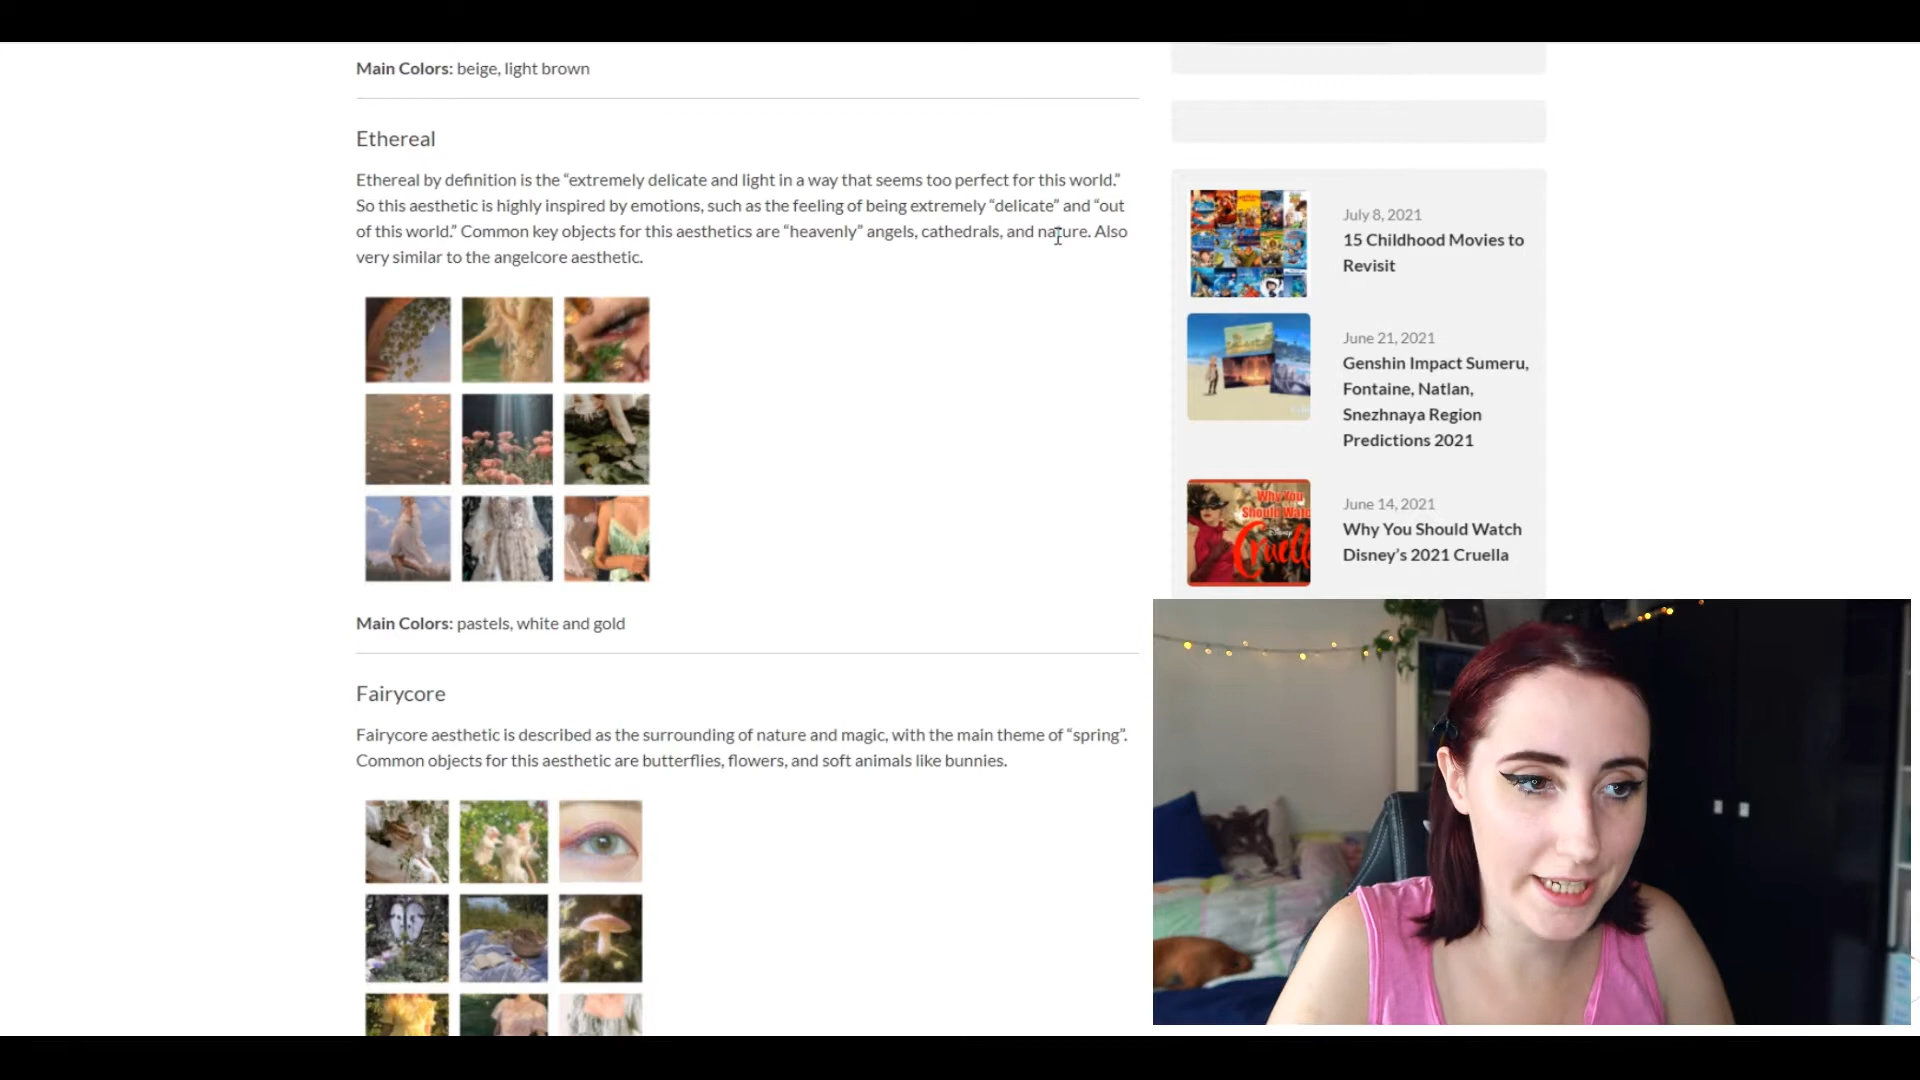 Main Colors: beige, light brown
Ethereal
Ethereal by definition is the “extremely delicate and light in a way that seems too perfect for this world.”
So this aesthetic is highly inspired by emotions, such as the feeling of being extremely “delicate” and “out
of this world.” Common key objects for this aesthetics are “heavenly” angels, cathedrals, and nature. Also
very similar to the angelcore aesthetic.
Main Colors: pastels, white and gold
Fairycore
Fairycore aesthetic is described as the surrounding of nature and magic, with the main theme of “spring”.
Common objects for this aesthetic are butterflies, flowers, and soft animals like bunnies.
July 8, 2021
15 Childhood Movies to
Revisit
June 21, 2021
Genshin Impact Sumeru,
Fontaine, Natlan,
Snezhnaya Region
Predictions 2021
Why You
Should Watch
Disney
Cruella
June 14, 2021
Why You Should Watch
Disney’s 2021 Cruella